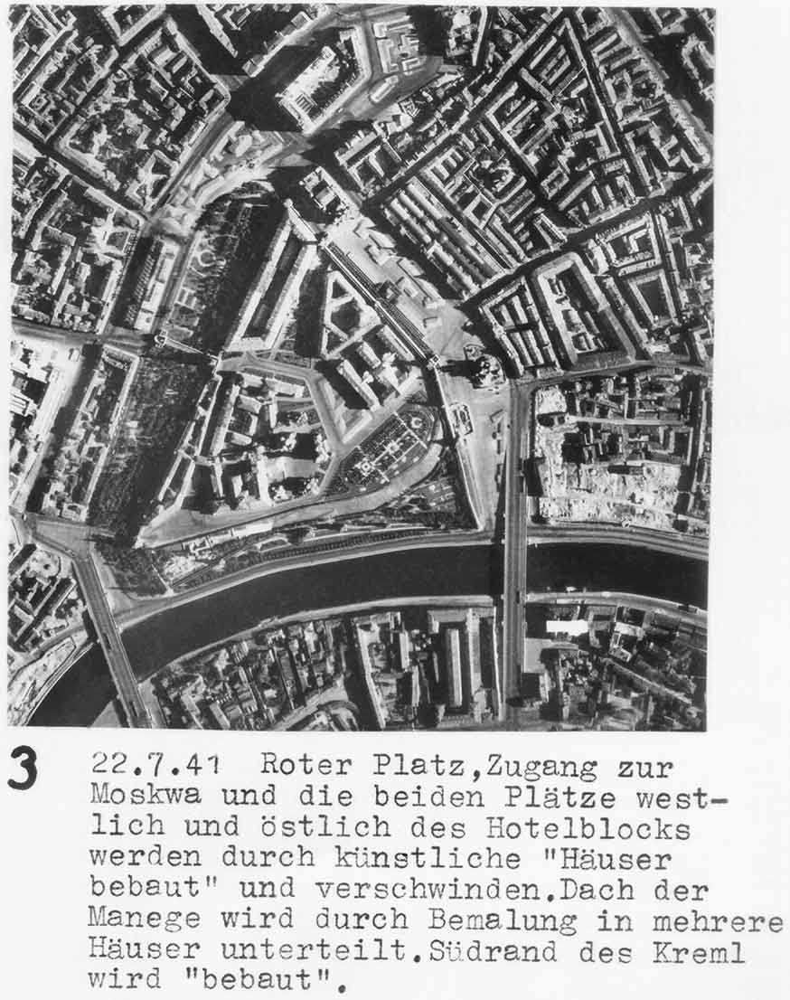 3 22.7.41 Roter Platz,Zugang zur
Moskwa und die beiden Plätze west-
lich und östlich des Hotelblocks
werden durch künstliche "Häuser
bebaut" und verschwinden.Dach der
Manege wird durch Bemalung in mehrere
Häuser unterteilt.Südrand des Kreml
wird "bebaut".